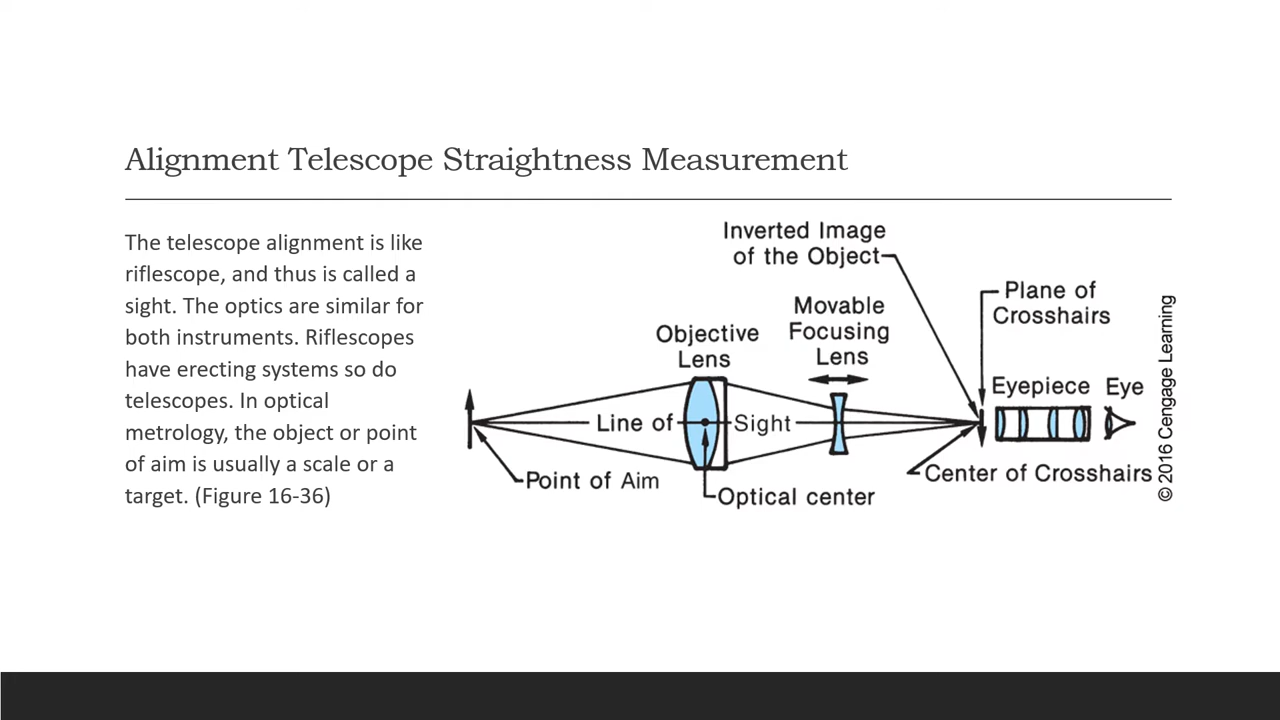 Alignment Telescope Straightness Measurement
The telescope alignment is like
riflescope, and thus is called a
sight. The optics are similar for
both instruments. Riflescopes
have erecting systems so do
telescopes. In optical
metrology, the object or point
of aim is usually a scale or a
target. (Figure 16-36)
Inverted Image
of the Object
Plane of
Crosshairs
Movable
Focusing
Lens
Objective
Lens
Eyepiece
Eye
Line of
Sight
Point of Aim
Optical center
Center of Crosshairs
© 2016 Cengage Learning